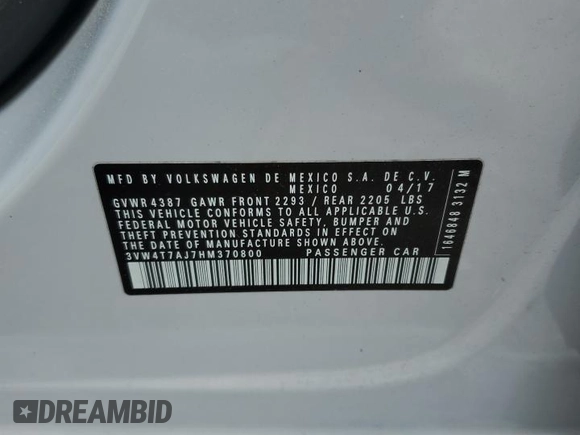 MFD BY VOLKSWAGEN DE MEXICO S.A. DE C.V.
MEXICO 04/17
GVWR 4387 GAWR FRONT 2293 / REAR 2205 LBS
THIS VEHICLE CONFORMS TO ALL APPLICABLE U.S.
FEDERAL MOTOR VEHICLE SAFETY, BUMPER AND
THEFT PREVENTION STANDARDS IN EFFECT ON
THE DATE OF MANUFACTURE SHOWN ABOVE.
3VW4T7AJ7HM370800 PASSENGER CAR
1646848 3132 M
DREAMBID